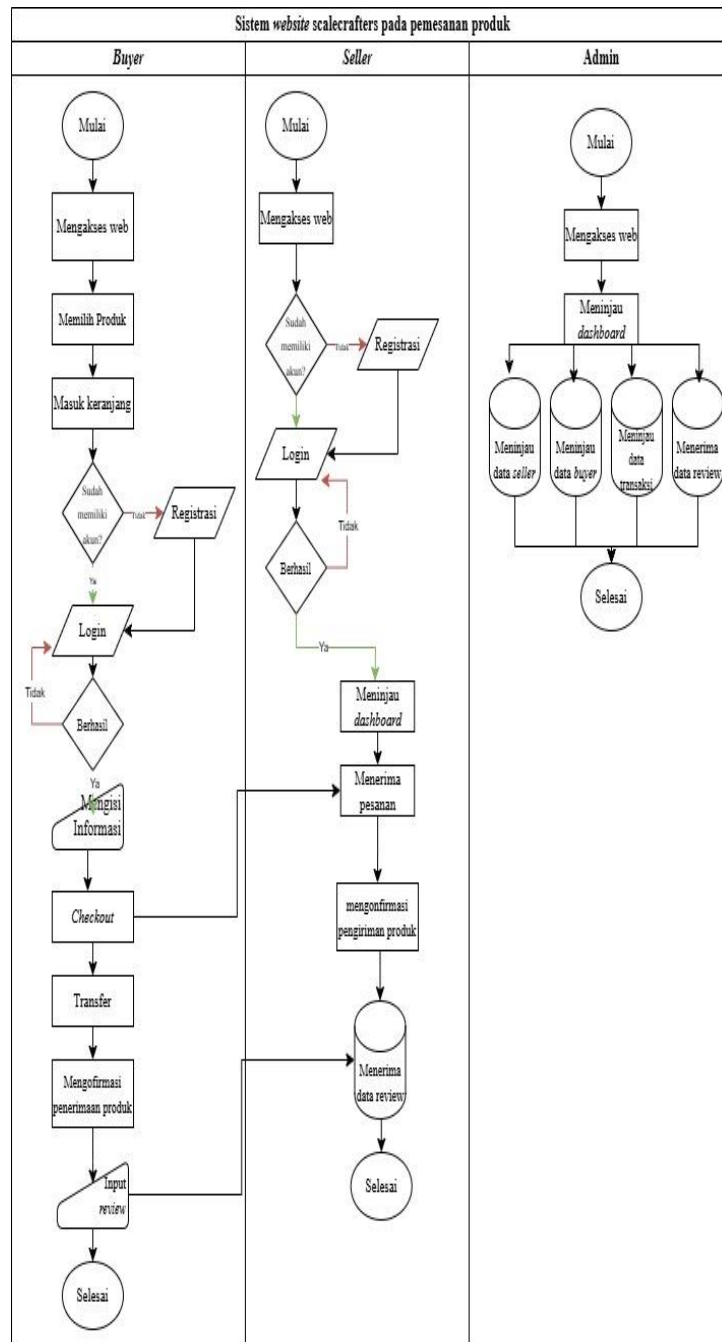 Sistem website scalecrafters pada pemesanan produk
Buyer
Seller
Admin
Mulai
Mengakses web
Memilih Produk
Masuk keranjang
Sudah
memiliki
akun?
Tidak
Registrasi
Ya
Login
Tidak
Berhasil
Ya
Mengisi
Informasi
Checkout
Transfer
Mengofirmasi
penerimaan produk
Input
review
Selesai
Mulai
Mengakses web
Sudah
memiliki
akun?
Tidak
Registrasi
Login
Tidak
Berhasil
Ya
Meninjau
dashboard
Menerima
pesanan
mengonfirmasi
pengiriman produk
Menerima
data review
Selesai
Mulai
Mengakses web
Meninjau
dashboard
Meninjau
data seller
Meninjau
data buyer
Meninjau
data
transaksi
Menerima
data review
Selesai